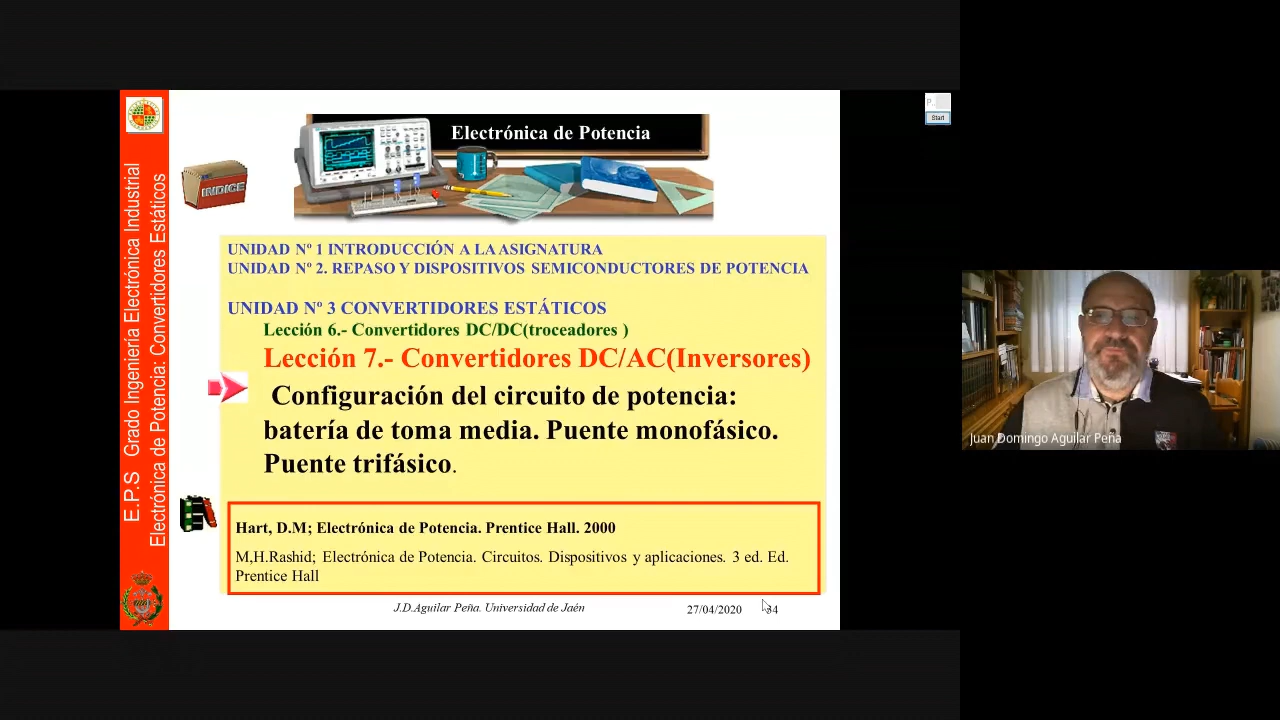 E.P.S Grado Ingeniería Electrónica Industrial
Electrónica de Potencia: Convertidores Estáticos
Electrónica de Potencia
INDICE
UNIDAD Nº 1 INTRODUCCIÓN A LA ASIGNATURA
UNIDAD Nº 2. REPASO Y DISPOSITIVOS SEMICONDUCTORES DE POTENCIA
UNIDAD Nº 3 CONVERTIDORES ESTÁTICOS
Lección 6.- Convertidores DC/DC(troceadores )
Lección 7.- Convertidores DC/AC(Inversores)
Configuración del circuito de potencia:
batería de toma media. Puente monofásico.
Puente trifásico.
Hart, D.M; Electrónica de Potencia. Prentice Hall. 2000
M,H.Rashid; Electrónica de Potencia. Circuitos. Dispositivos y aplicaciones. 3 ed. Ed.
Prentice Hall
J.D.Aguilar Peña. Universidad de Jaén
27/04/2020
34
P..
Start
Juan Domingo Aguilar Peña